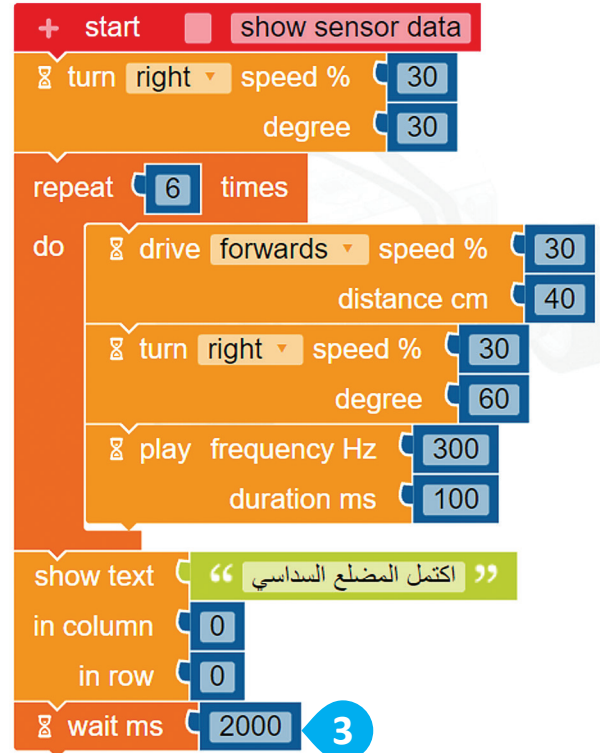 + start show sensor data
turn right speed % 30
degree 30
repeat 6 times
do drive forwards speed % 30
distance cm 40
turn right speed % 30
degree 60
play frequency Hz 300
duration ms 100
show text “ اكتمل المضلع السداسي ”
in column 0
in row 0
wait ms 2000 3